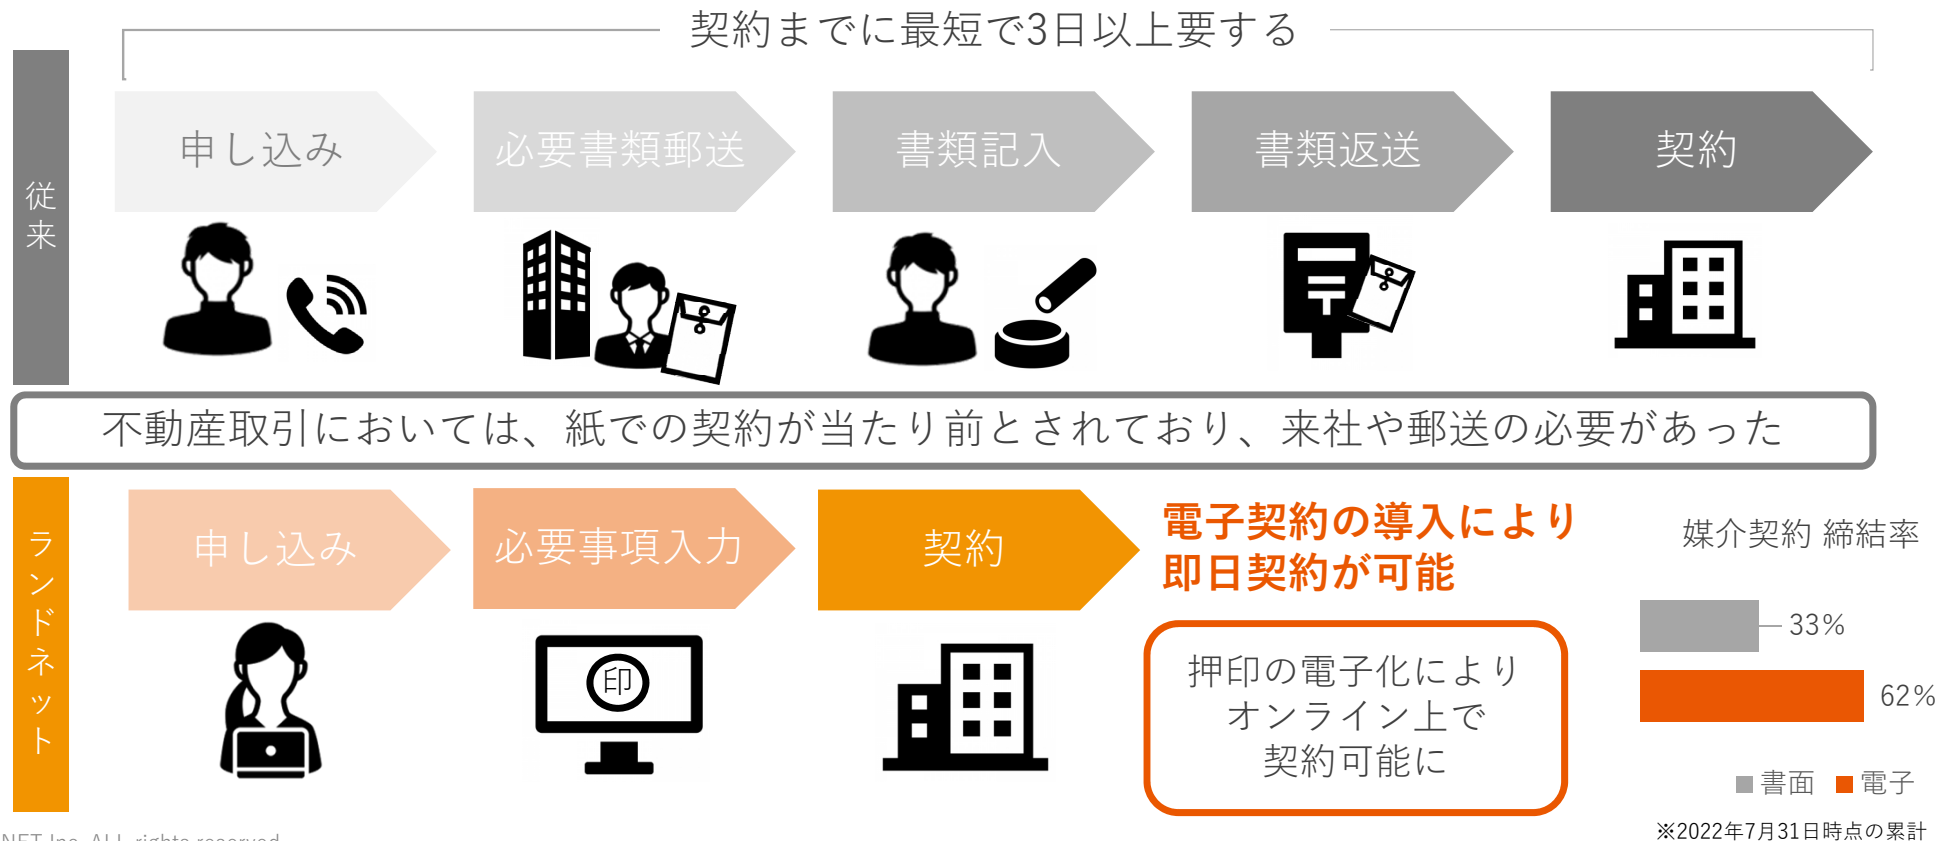 契約までに最短で3日以上要する
従来
申し込み
必要書類郵送
書類記入
書類返送
契約
不動産取引においては、紙での契約が当たり前とされており、来社や郵送の必要があった
ランドネット
申し込み
必要事項入力
契約
印
電子契約の導入により
即日契約が可能
押印の電子化により
オンライン上で
契約可能に
媒介契約 締結率
33%
62%
書面 電子
※2022年7月31日時点の累計
NET Inc. ALL rights reserved